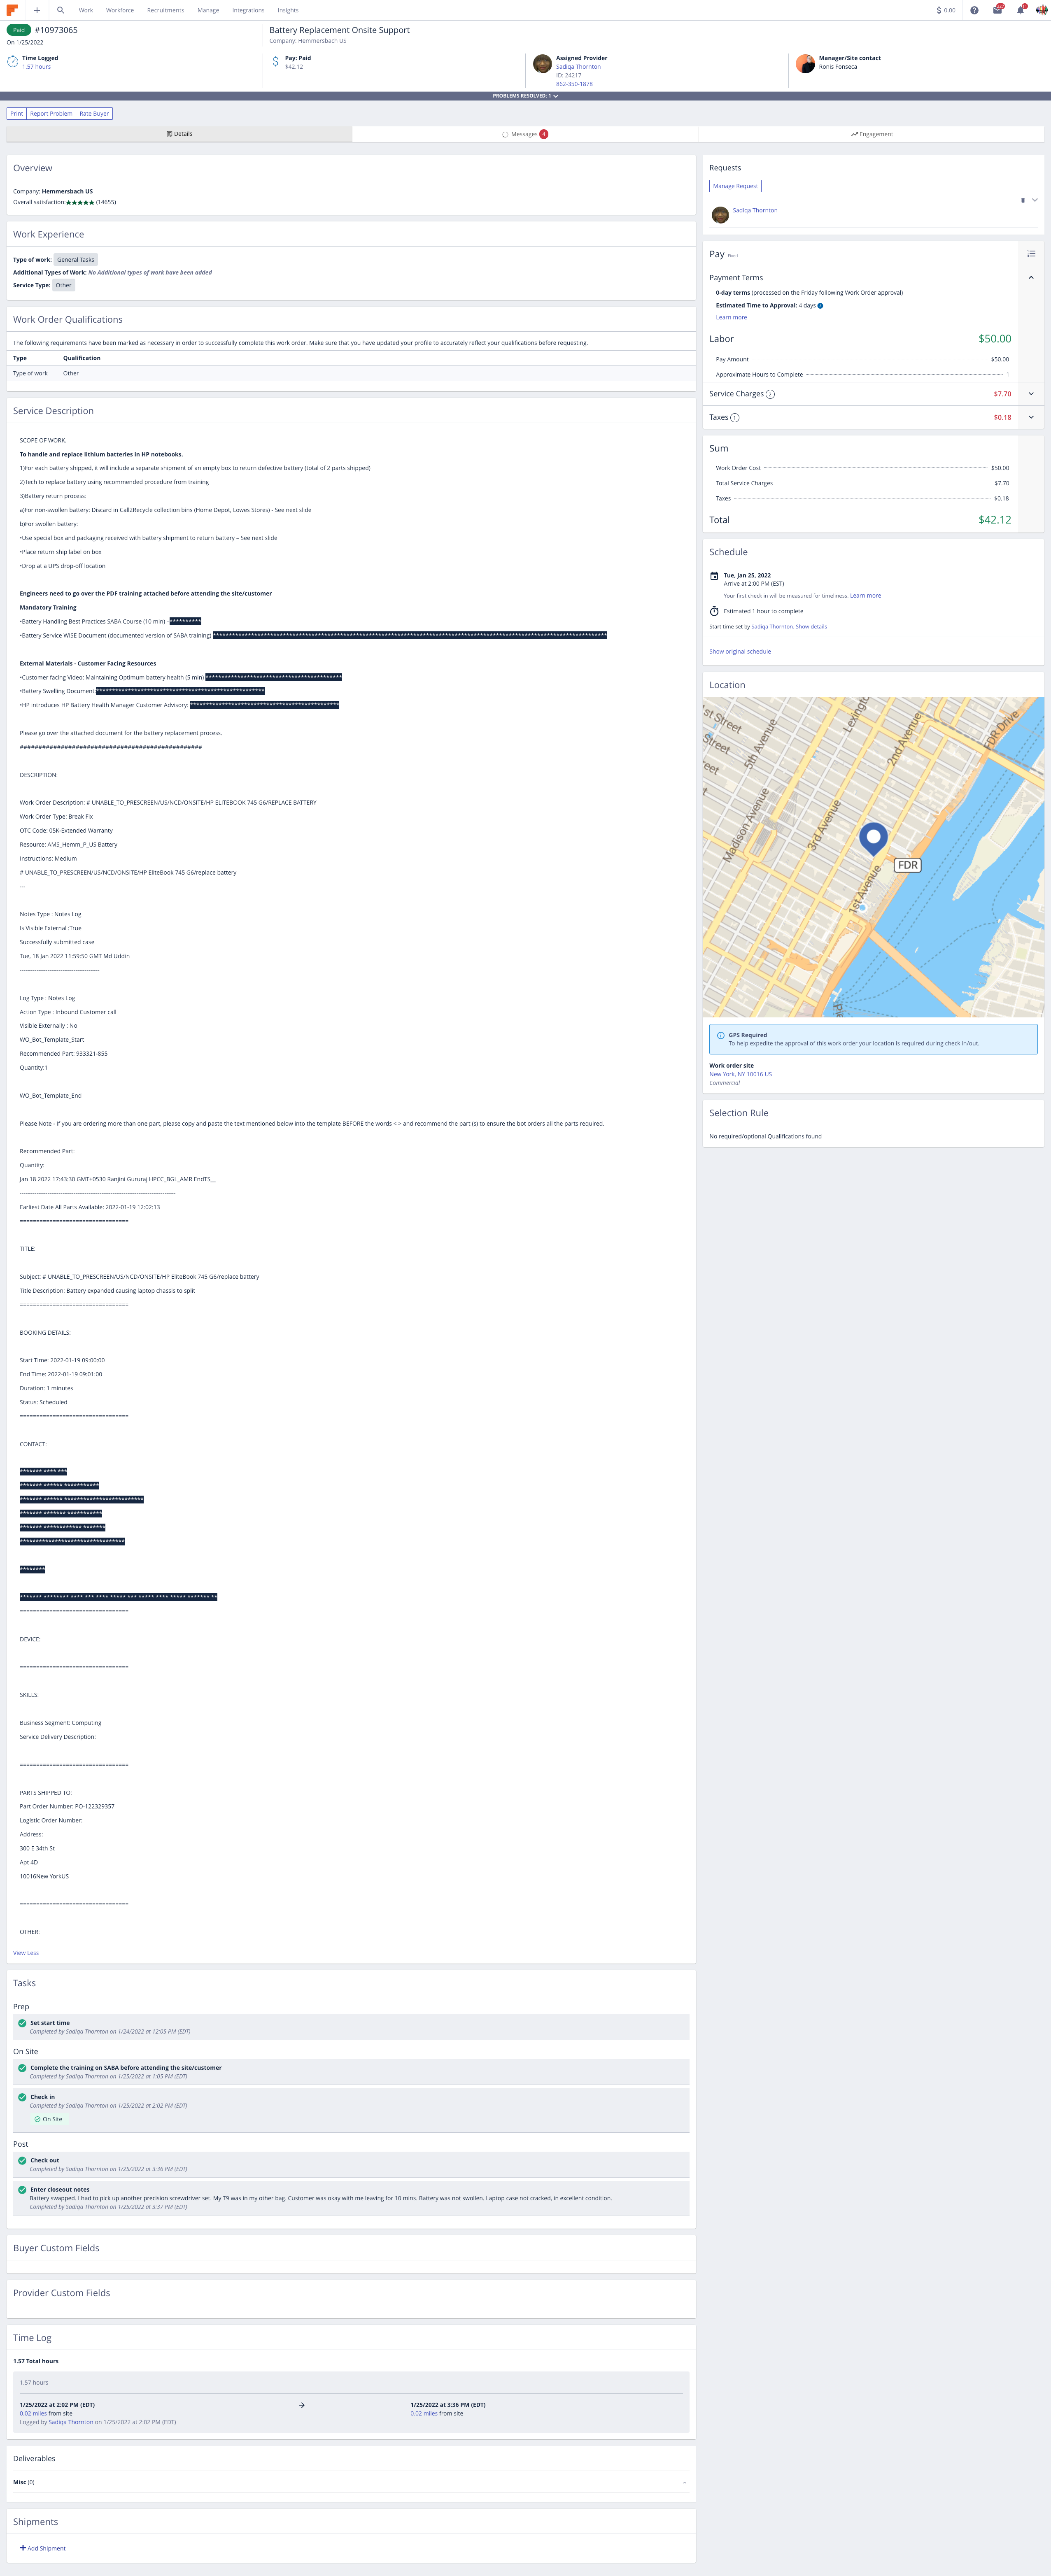 Work Workforce Recruitments Manage Integrations Insights
$ 0.00
Paid #10973065
On 1/25/2022
Battery Replacement Onsite Support
Company: Hemmersbach US
Time Logged
1.57 hours
Pay: Paid
$42.12
Assigned Provider
Sadiqa Thornton
ID: 24217
862-350-1878
Manager/Site contact
Ronis Fonseca
PROBLEMS RESOLVED: 1
Print Report Problem Rate Buyer
Details
Messages 4
Engagement
Overview
Company: Hemmersbach US
Overall satisfaction: ★★★★★ (14655)
Work Experience
Type of work: General Tasks
Additional Types of Work: No Additional types of work have been added
Service Type: Other
Work Order Qualifications
The following requirements have been marked as necessary in order to successfully complete this work order. Make sure that you have updated your profile to accurately reflect your qualifications before requesting.
Type Qualification
Type of work Other
Service Description
SCOPE OF WORK.
To handle and replace lithium batteries in HP notebooks.
1)For each battery shipped, it will include a separate shipment of an empty box to return defective battery (total of 2 parts shipped)
2)Tech to replace battery using recommended procedure from training
3)Battery return process:
a)For non-swollen battery: Discard in Call2Recycle collection bins (Home Depot, Lowes Stores) - See next slide
b)For swollen battery:
•Use special box and packaging received with battery shipment to return battery – See next slide
•Place return ship label on box
•Drop at a UPS drop-off location
Engineers need to go over the PDF training attached before attending the site/customer
Mandatory Training
•Battery Handling Best Practices SABA Course (10 min) -
•Battery Service WISE Document (documented version of SABA training)
External Materials - Customer Facing Resources
•Customer facing Video: Maintaining Optimum battery health (5 min)
•Battery Swelling Document
•HP introduces HP Battery Health Manager Customer Advisory:
Please go over the attached document for the battery replacement process.
##################################################
DESCRIPTION:
Work Order Description: # UNABLE_TO_PRESCREEN/US/NCD/ONSITE/HP ELITEBOOK 745 G6/REPLACE BATTERY
Work Order Type: Break Fix
OTC Code: 05K-Extended Warranty
Resource: AMS_Hemm_P_US Battery
Instructions: Medium
# UNABLE_TO_PRESCREEN/US/NCD/ONSITE/HP EliteBook 745 G6/replace battery
---
Notes Type : Notes Log
Is Visible External :True
Successfully submitted case
Tue, 18 Jan 2022 11:59:50 GMT Md Uddin
----------------------------------------
Log Type : Notes Log
Action Type : Inbound Customer call
Visible Externally : No
WO_Bot_Template_Start
Recommended Part: 933321-855
Quantity:1
WO_Bot_Template_End
Please Note - If you are ordering more than one part, please copy and paste the text mentioned below into the template BEFORE the words < > and recommend the part (s) to ensure the bot orders all the parts required.
Recommended Part:
Quantity:
Jan 18 2022 17:43:30 GMT+0530 Ranjini Gururaj HPCC_BGL_AMR EndTS__
------------------------------------------------------------------------------
Earliest Date All Parts Available: 2022-01-19 12:02:13
================================
TITLE:
Subject: # UNABLE_TO_PRESCREEN/US/NCD/ONSITE/HP EliteBook 745 G6/replace battery
Title Description: Battery expanded causing laptop chassis to split
================================
BOOKING DETAILS:
Start Time: 2022-01-19 09:00:00
End Time: 2022-01-19 09:01:00
Duration: 1 minutes
Status: Scheduled
================================
CONTACT:
******* **** ***
******* ****** ***********
******* ****** *************************
******* ******* ***********
******* ************ *******
********************************
********
******* ******** **** *** **** ***** *** ***** **** ***** ******* **
================================
DEVICE:
================================
SKILLS:
Business Segment: Computing
Service Delivery Description:
================================
PARTS SHIPPED TO:
Part Order Number: PO-122329357
Logistic Order Number:
Address:
300 E 34th St
Apt 4D
10016New YorkUS
================================
OTHER:
View Less
Tasks
Prep
Set start time
Completed by Sadiqa Thornton on 1/24/2022 at 12:05 PM (EDT)
On Site
Complete the training on SABA before attending the site/customer
Completed by Sadiqa Thornton on 1/25/2022 at 1:05 PM (EDT)
Check in
Completed by Sadiqa Thornton on 1/25/2022 at 2:02 PM (EDT)
On Site
Post
Check out
Completed by Sadiqa Thornton on 1/25/2022 at 3:36 PM (EDT)
Enter closeout notes
Battery swapped. I had to pick up another precision screwdriver set. My T9 was in my other bag. Customer was okay with me leaving for 10 mins. Battery was not swollen. Laptop case not cracked, in excellent condition.
Completed by Sadiqa Thornton on 1/25/2022 at 3:37 PM (EDT)
Buyer Custom Fields
Provider Custom Fields
Time Log
1.57 Total hours
1.57 hours
1/25/2022 at 2:02 PM (EDT) → 1/25/2022 at 3:36 PM (EDT)
0.02 miles from site 0.02 miles from site
Logged by Sadiqa Thornton on 1/25/2022 at 2:02 PM (EDT)
Deliverables
Misc (0)
Shipments
+ Add Shipment
Requests
Manage Request
Sadiqa Thornton
Pay Fixed
Payment Terms
0-day terms (processed on the Friday following Work Order approval)
Estimated Time to Approval: 4 days
Learn more
Labor $50.00
Pay Amount $50.00
Approximate Hours to Complete 1
Service Charges 2 $7.70
Taxes 1 $0.18
Sum
Work Order Cost $50.00
Total Service Charges $7.70
Taxes $0.18
Total $42.12
Schedule
Tue, Jan 25, 2022
Arrive at 2:00 PM (EST)
Your first check in will be measured for timeliness. Learn more
Estimated 1 hour to complete
Start time set by Sadiqa Thornton. Show details
Show original schedule
Location
1st Street
Street
5th Avenue
Madison Avenue
Lexing
3rd Avenue
2nd Avenue
1st Avenue
FDR Drive
FDR
GPS Required
To help expedite the approval of this work order your location is required during check in/out.
Work order site
New York, NY 10016 US
Commercial
Selection Rule
No required/optional Qualifications found